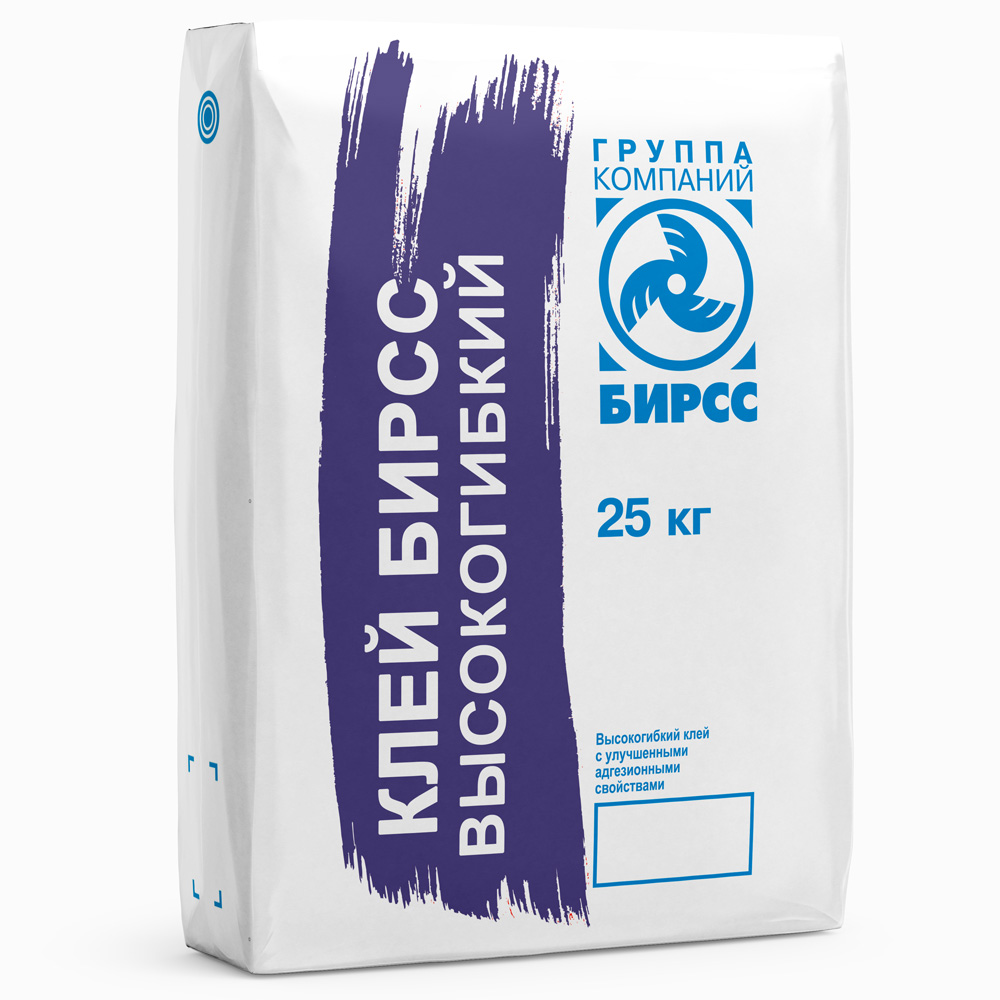 КЛЕЙ БИРСС
ВЫСОКОГИБКИЙ
ГРУППА
КОМПАНИЙ
БИРСС
25 кг
Высокогибкий клей
с улучшенными
адгезионными
свойствами